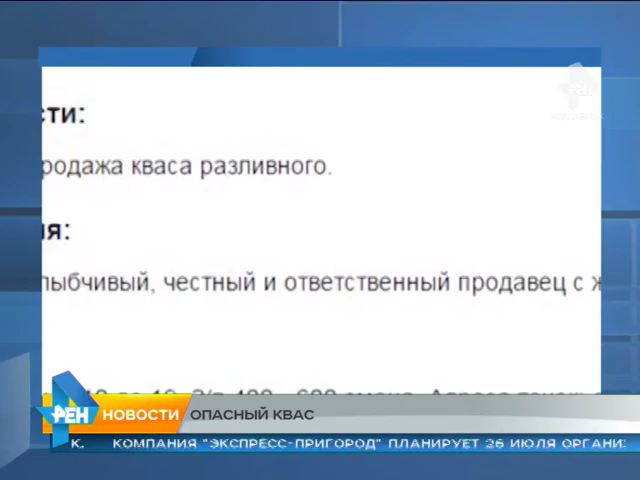 РЕН
сти:
родажа кваса разливного.
ия:
лыбчивый, честный и ответственный продавец с ж
РЕН НОВОСТИ ОПАСНЫЙ КВАС
К. КОМПАНИЯ "ЭКСПРЕСС-ПРИГОРОД" ПЛАНИРУЕТ 26 ИЮЛЯ ОРГАНИ